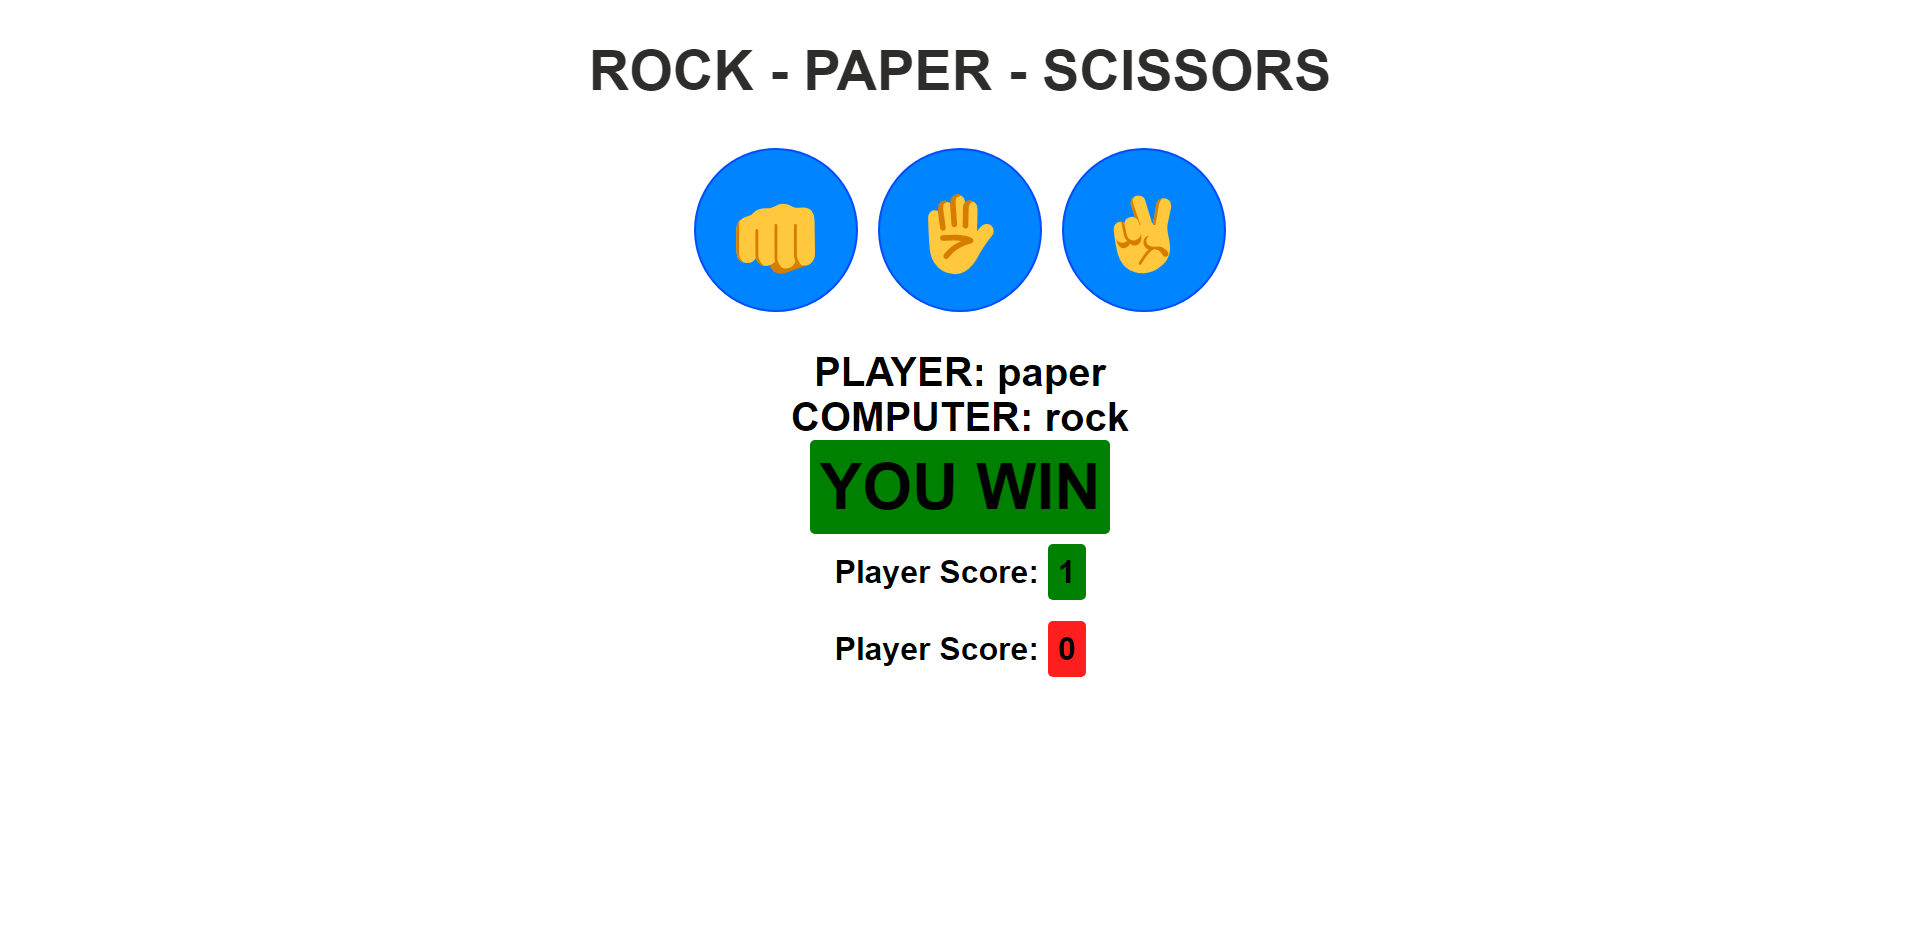 ROCK - PAPER - SCISSORS
PLAYER: paper
COMPUTER: rock
YOU WIN
Player Score: 1
Player Score: 0